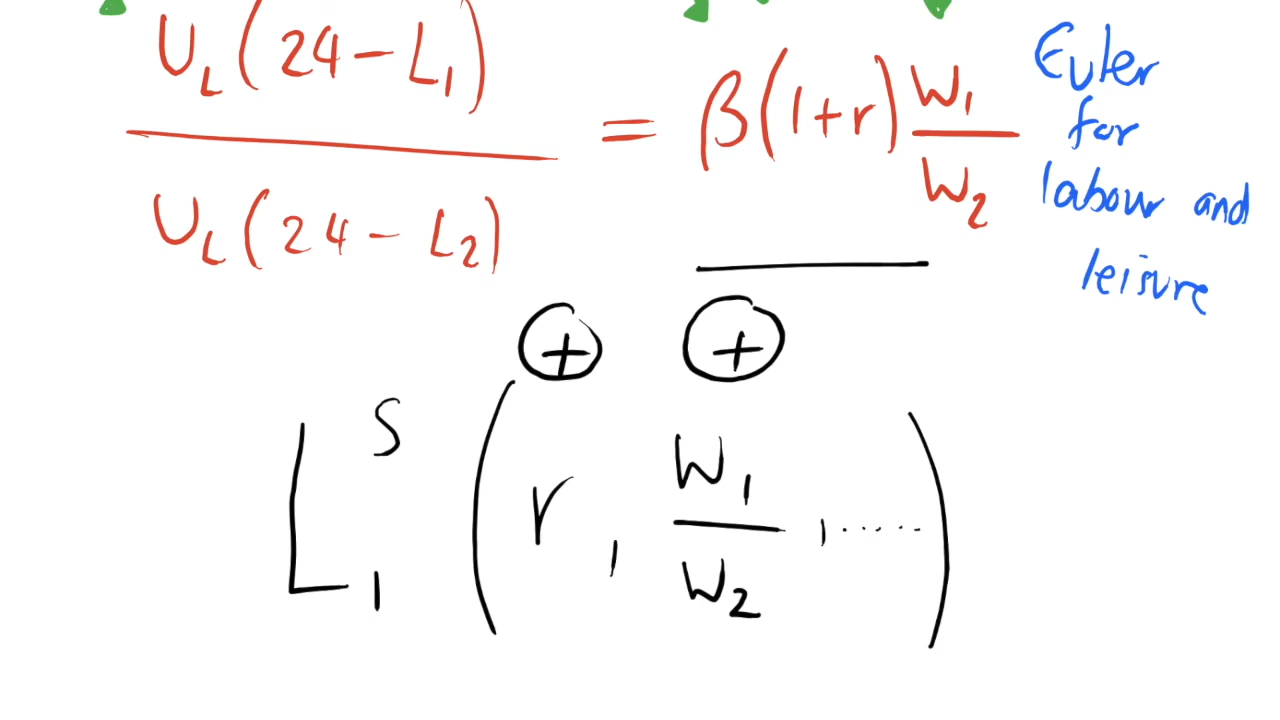 U_L(24-L_1) / U_L(24-L_2) = β(1+r) W_1/W_2
Euler
for
labour and
leisure
⊕ ⊕
L_1^S (r, W_1/W_2, .....)